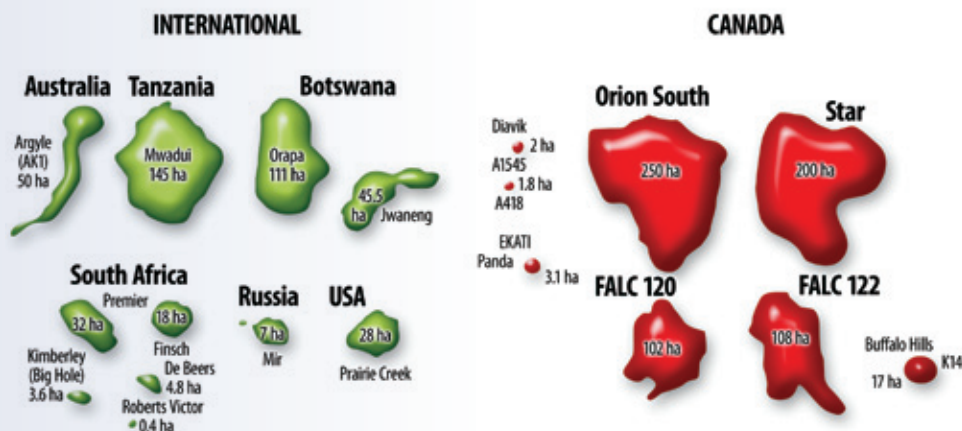 INTERNATIONAL
Australia
Argyle
(AK1)
50 ha
Tanzania
Mwadui
145 ha
Botswana
Orapa
111 ha
45.5
ha
Jwaneng
South Africa
Premier
32 ha
18 ha
Finsch
Kimberley
(Big Hole)
3.6 ha
De Beers
4.8 ha
Roberts Victor
0.4 ha
Russia
7 ha
Mir
USA
28 ha
Prairie Creek
CANADA
Diavik
2 ha
A1545
1.8 ha
A418
EKATI
Panda
3.1 ha
Orion South
250 ha
Star
200 ha
FALC 120
102 ha
FALC 122
108 ha
Buffalo Hills
K14
17 ha